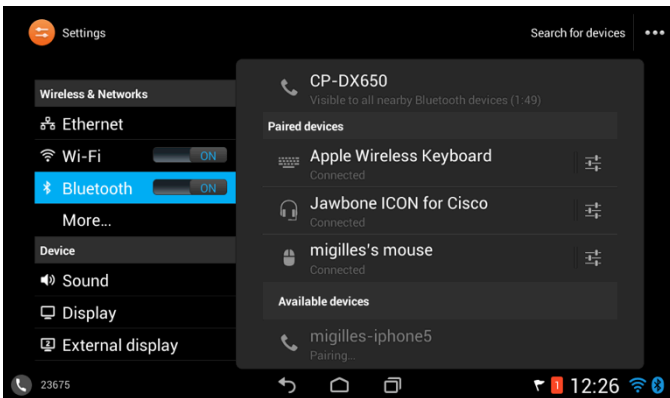 Settings
Search for devices
Wireless & Networks
Ethernet
Wi-Fi ON
Bluetooth ON
More...
Device
Sound
Display
External display
CP-DX650
Visible to all nearby Bluetooth devices (1:49)
Paired devices
Apple Wireless Keyboard
Connected
Jawbone ICON for Cisco
Connected
migilles's mouse
Connected
Available devices
migilles-iphone5
Pairing...
23675
1 12:26